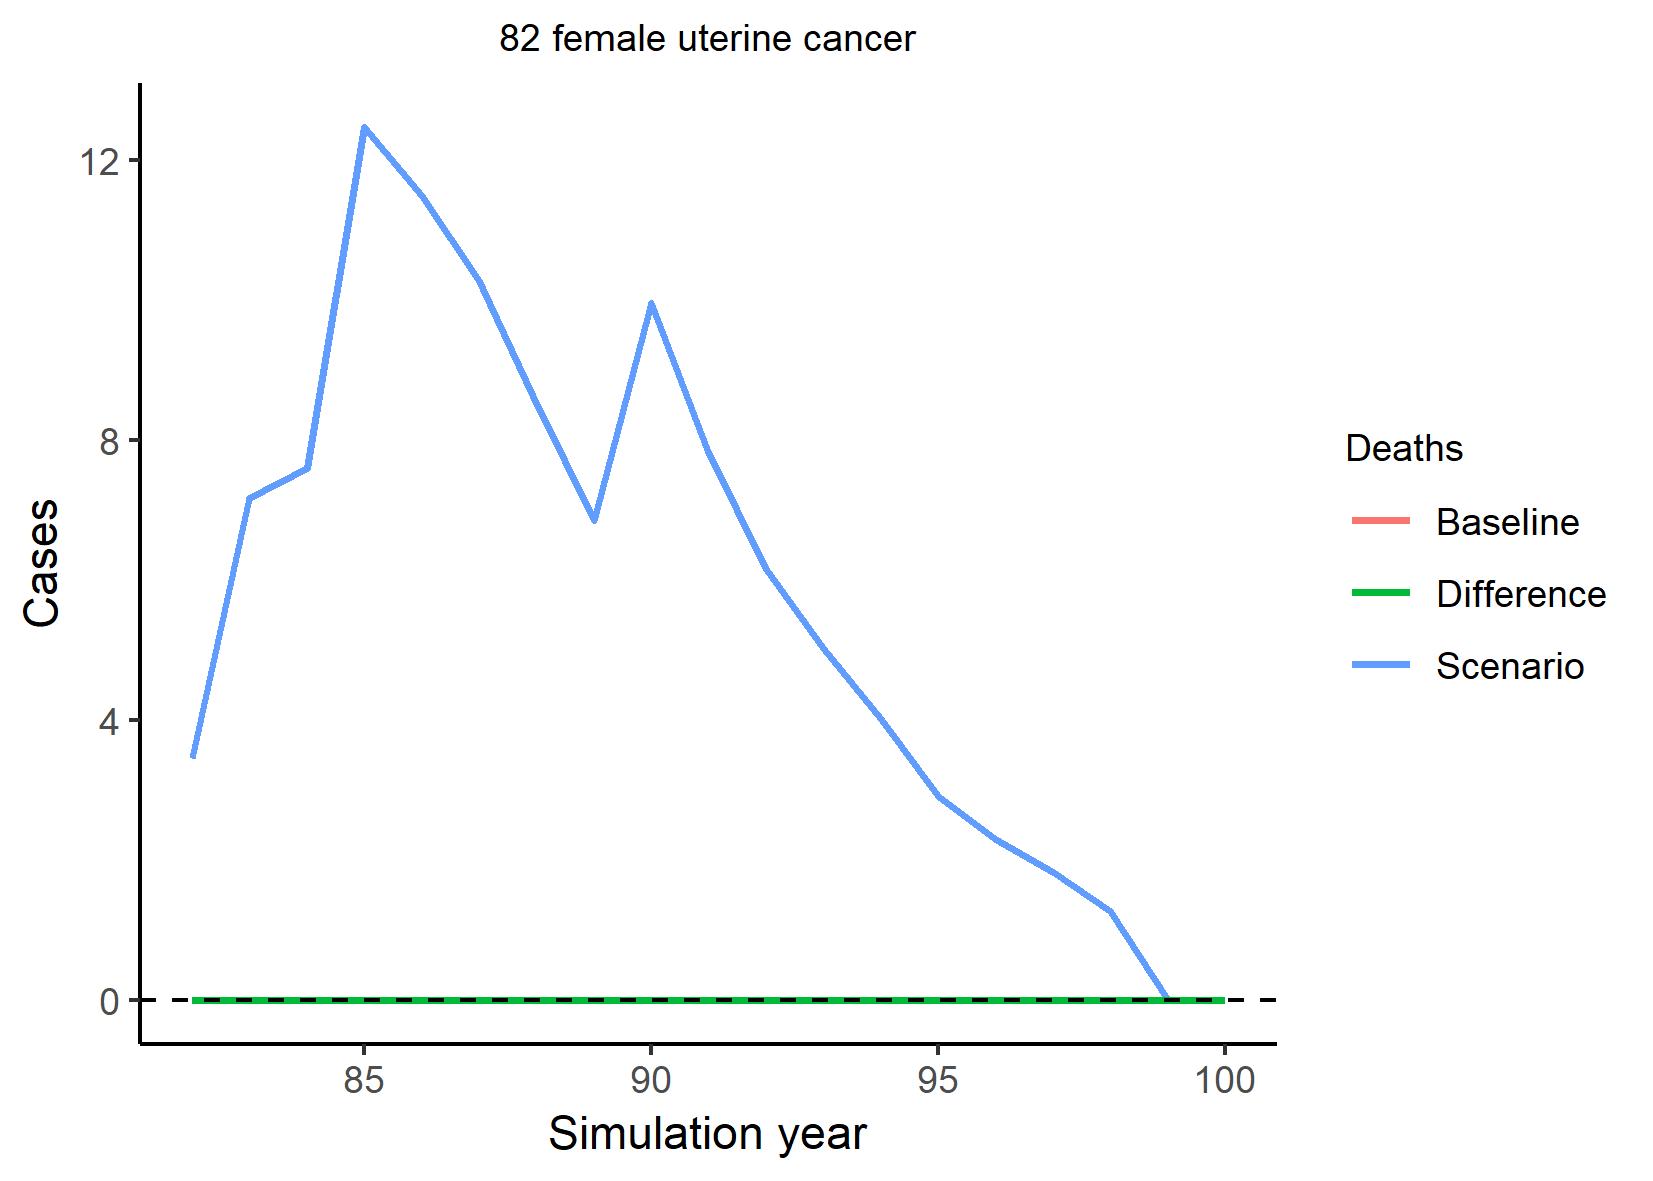 82 female uterine cancer
12
8
4
0
Cases
85 90 95 100
Simulation year
Deaths
Baseline
Difference
Scenario